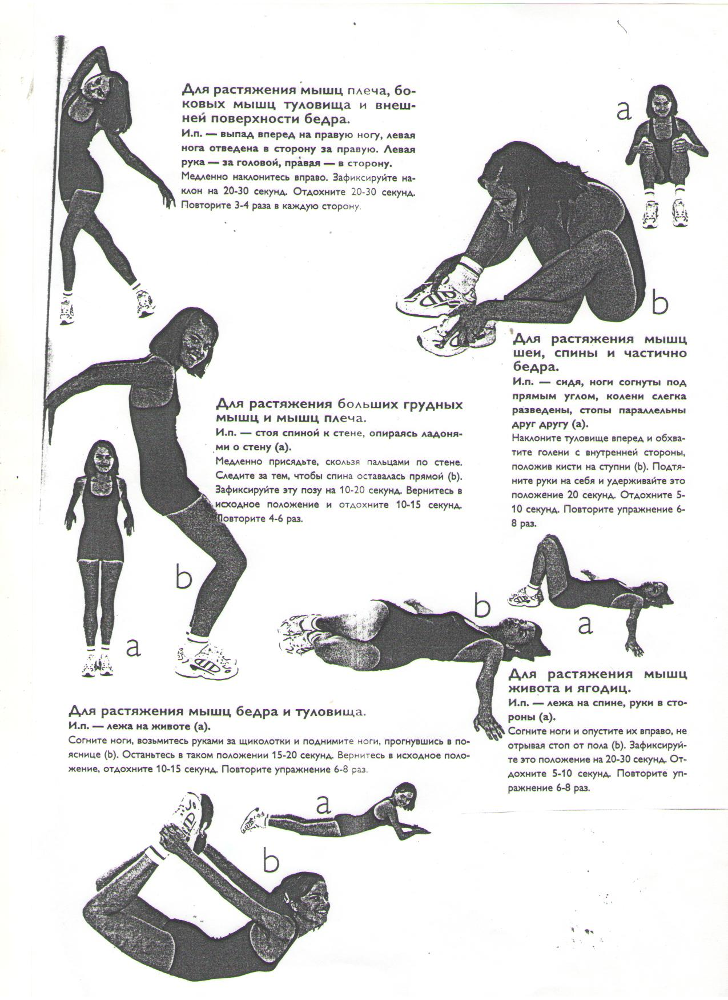 Для растяжения мышц плеча, бо-
ковых мышц туловища и внеш-
ней поверхности бедра.
И.п. — выпад вперед на правую ногу, левая
нога отведена в сторону за правую. Левая
рука — за головой, правая — в сторону.
Медленно наклонитесь вправо. Зафиксируйте на-
клон на 20-30 секунд. Отдохните 20-30 секунд.
Повторите 3-4 раза в каждую сторону.
a
b
Для растяжения мышц
шеи, спины и частично
бедра.
И.п. — сидя, ноги согнуты под
прямым углом, колени слегка
разведены, стопы параллельны
друг другу (а).
Наклоните туловище вперед и обхва-
тите голени с внутренней стороны,
положив кисти на ступни (b). Подтя-
ните руки на себя и удерживайте это
положение 20 секунд. Отдохните 5-
10 секунд. Повторите упражнение 6-
8 раз.
Для растяжения больших грудных
мышц и мышц плеча.
И.п. — стоя спиной к стене, опираясь ладоня-
ми о стену (а).
Медленно присядьте, скользя пальцами по стене.
Следите за тем, чтобы спина оставалась прямой (b).
Зафиксируйте эту позу на 10-20 секунд. Вернитесь в
исходное положение и отдохните 10-15 секунд.
Повторите 4-6 раз.
b
a
b
a
Для растяжения мышц
живота и ягодиц.
И.п. — лежа на спине, руки в сто-
роны (а).
Согните ноги и опустите их вправо, не
отрывая стоп от пола (b). Зафиксируй-
те это положение на 20-30 секунд. От-
дохните 5-10 секунд. Повторите уп-
ражнение 6-8 раз.
Для растяжения мышц бедра и туловища.
И.п. — лежа на животе (а).
Согните ноги, возьмитесь руками за щиколотки и поднимите ноги, прогнувшись в по-
яснице (b). Останьтесь в таком положении 15-20 секунд. Вернитесь в исходное поло-
жение, отдохните 10-15 секунд. Повторите упражнение 6-8 раз.
a
b